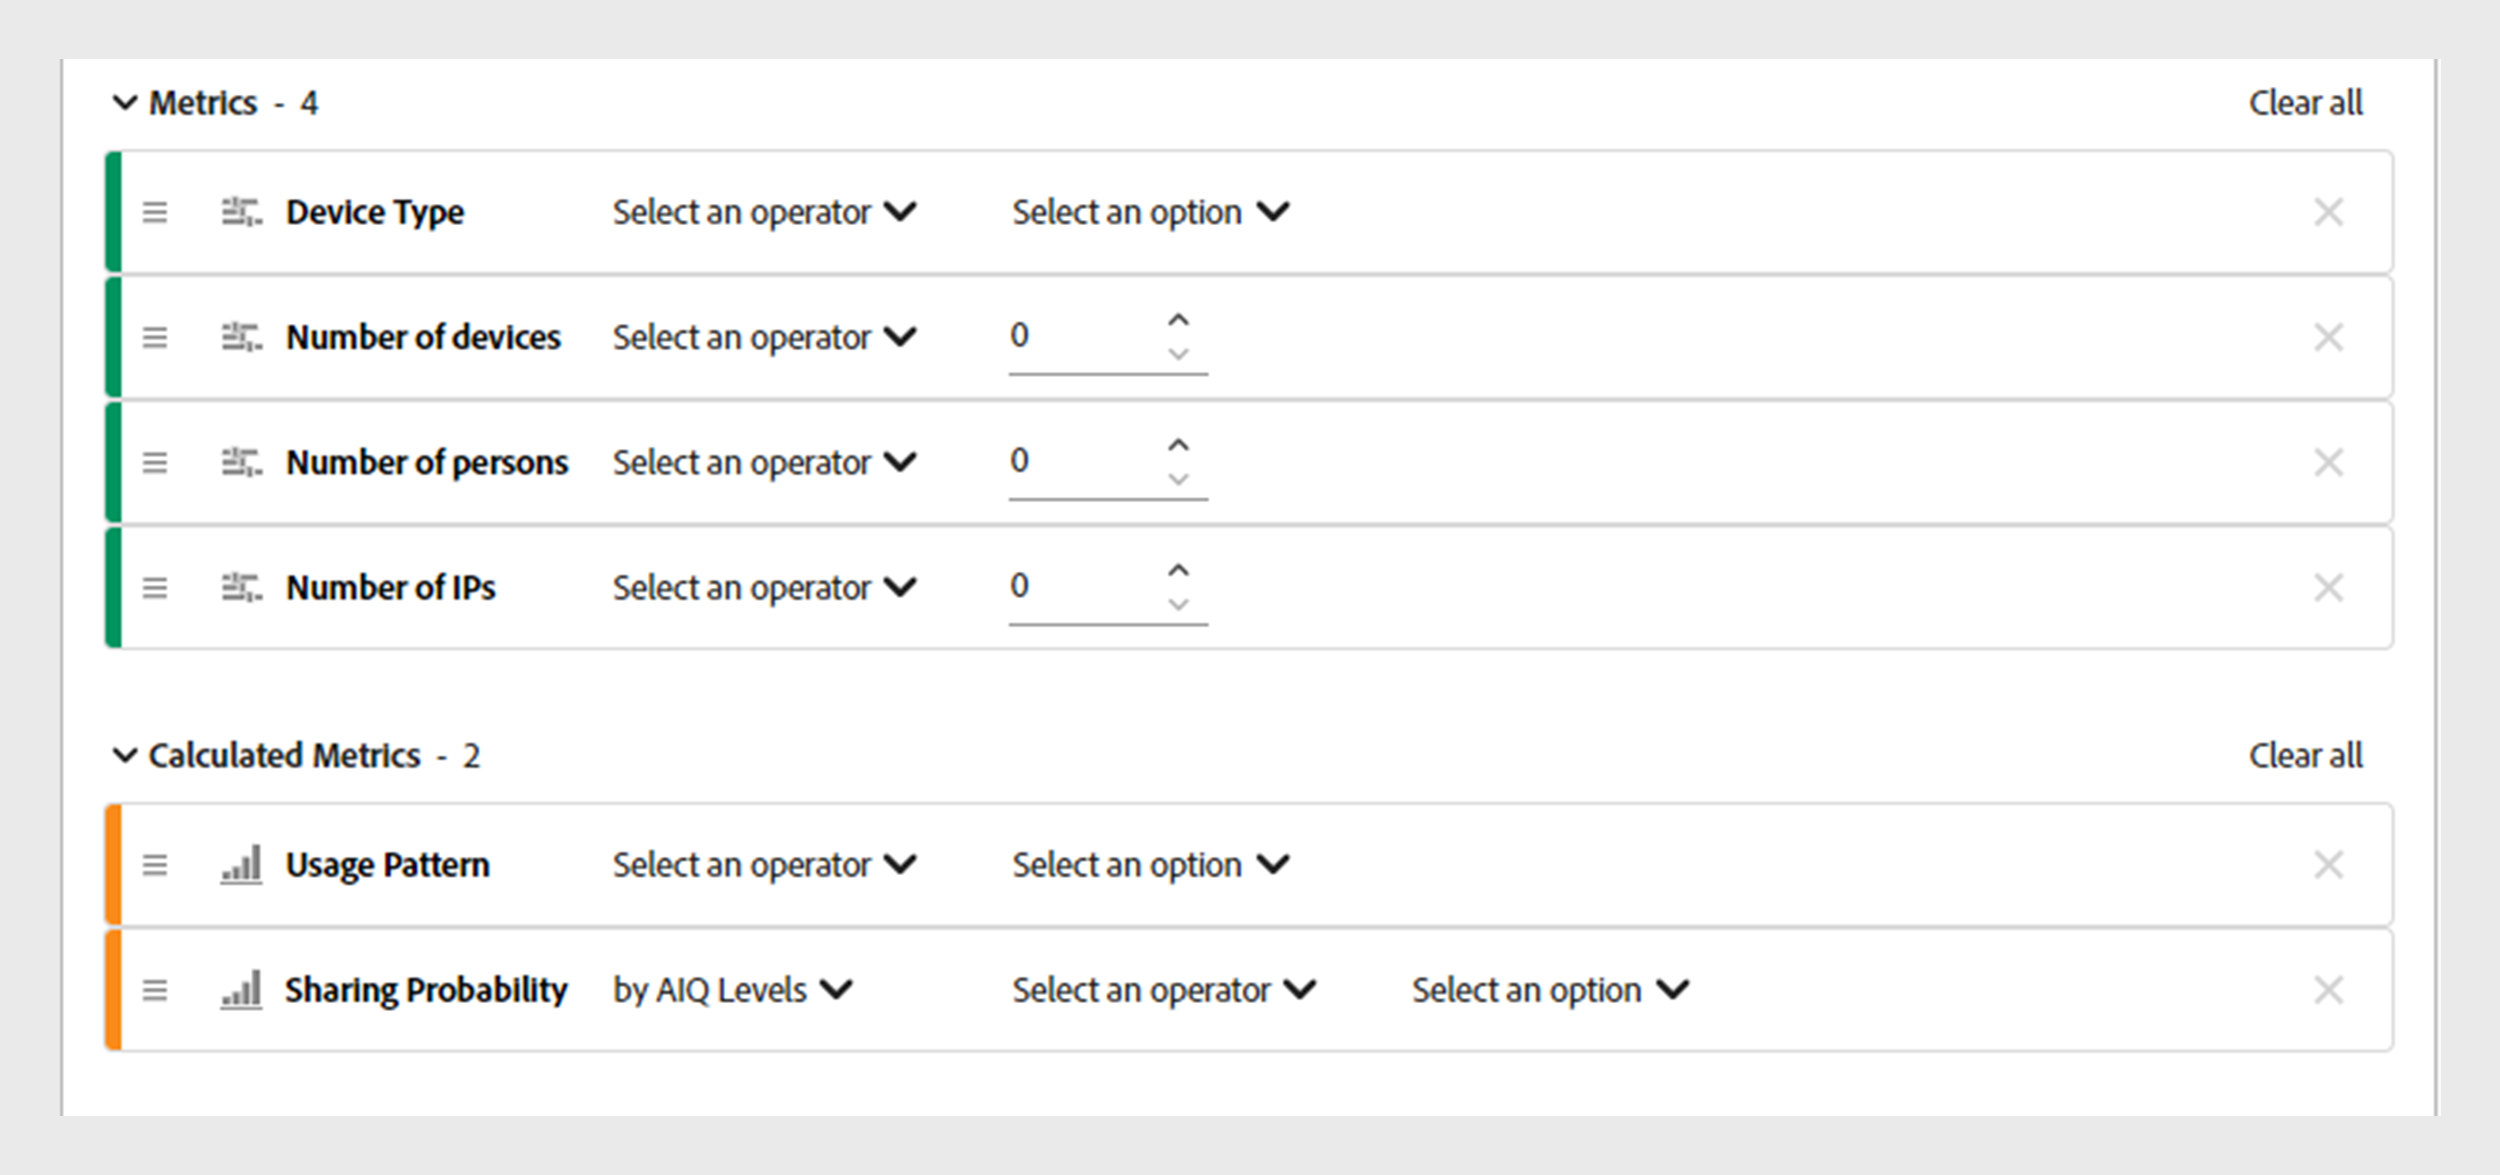 Metrics - 4 Clear all
Device Type Select an operator Select an option
Number of devices Select an operator 0
Number of persons Select an operator 0
Number of IPs Select an operator 0
Calculated Metrics - 2 Clear all
Usage Pattern Select an operator Select an option
Sharing Probability by AIQ Levels Select an operator Select an option